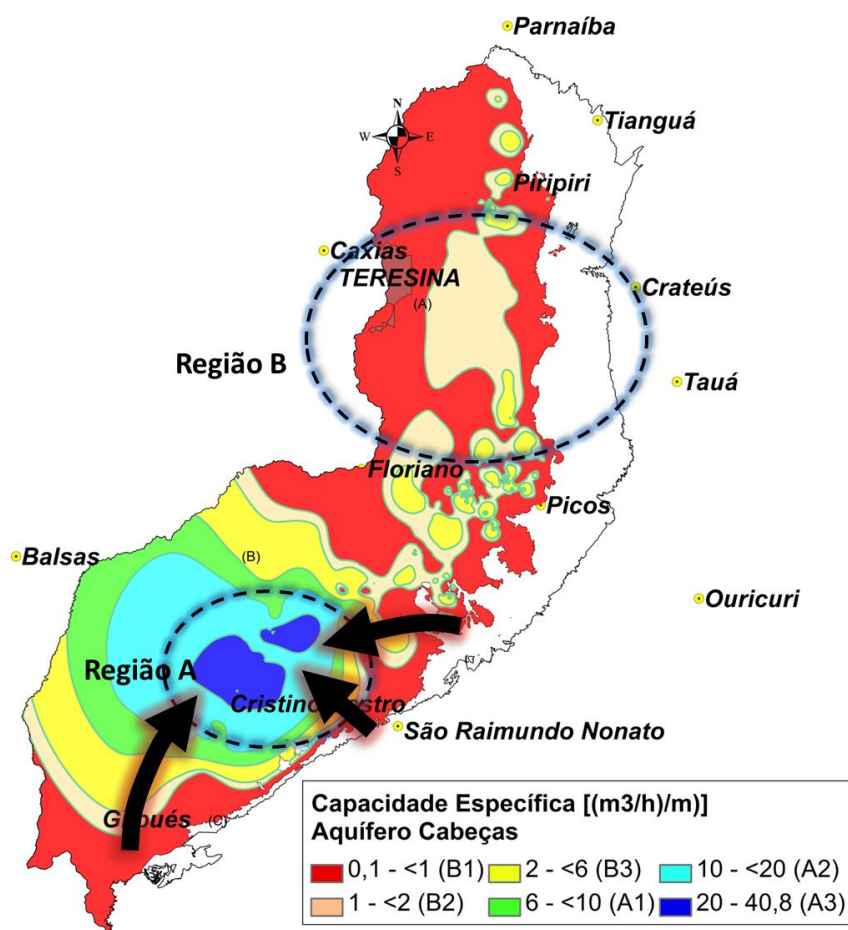 Parnaíba
Tianguá
N
W E
S
Piripiri
Caxias
TERESINA
(A)
Crateús
Região B
Tauá
Floriano
Picos
Balsas
(B)
Ouricuri
Região A
São Raimundo Nonato
(C)
Capacidade Específica [(m3/h)/m)]
Aquífero Cabeças
0,1 - <1 (B1) 2 - <6 (B3) 10 - <20 (A2)
1 - <2 (B2) 6 - <10 (A1) 20 - 40,8 (A3)